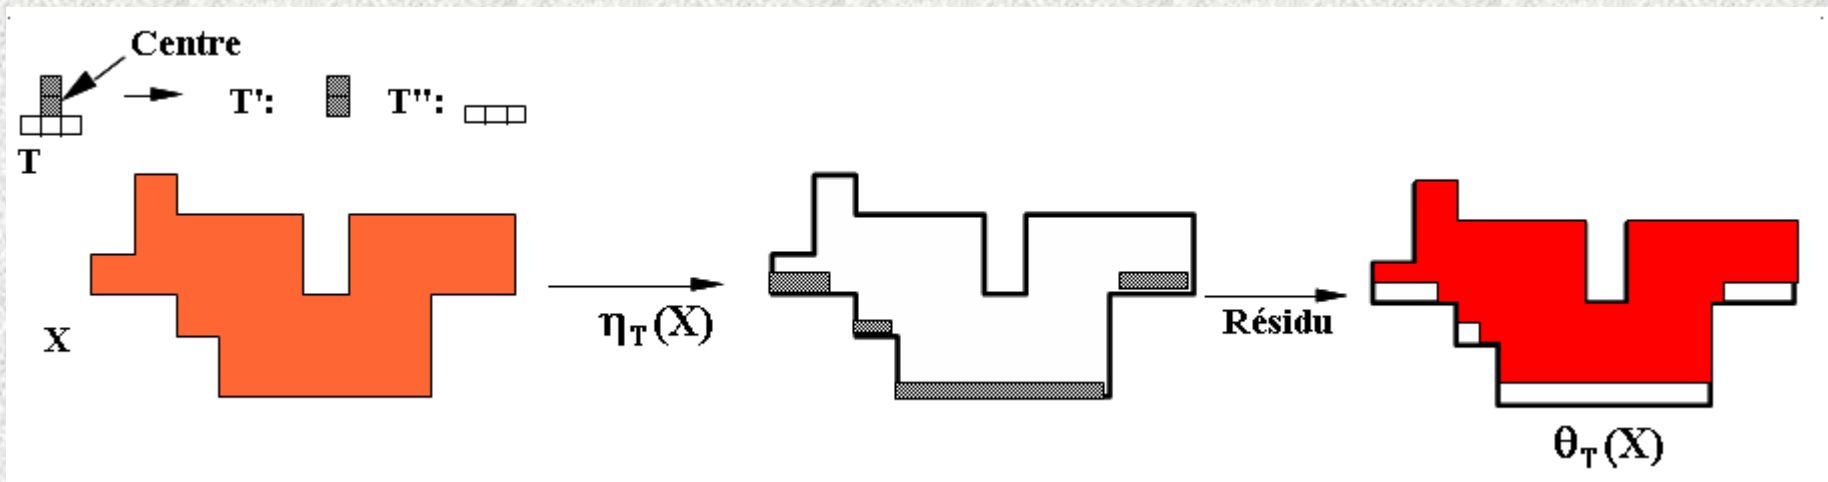 Centre
T': T":
T
X
η_T(X)
Résidu
θ_T(X)